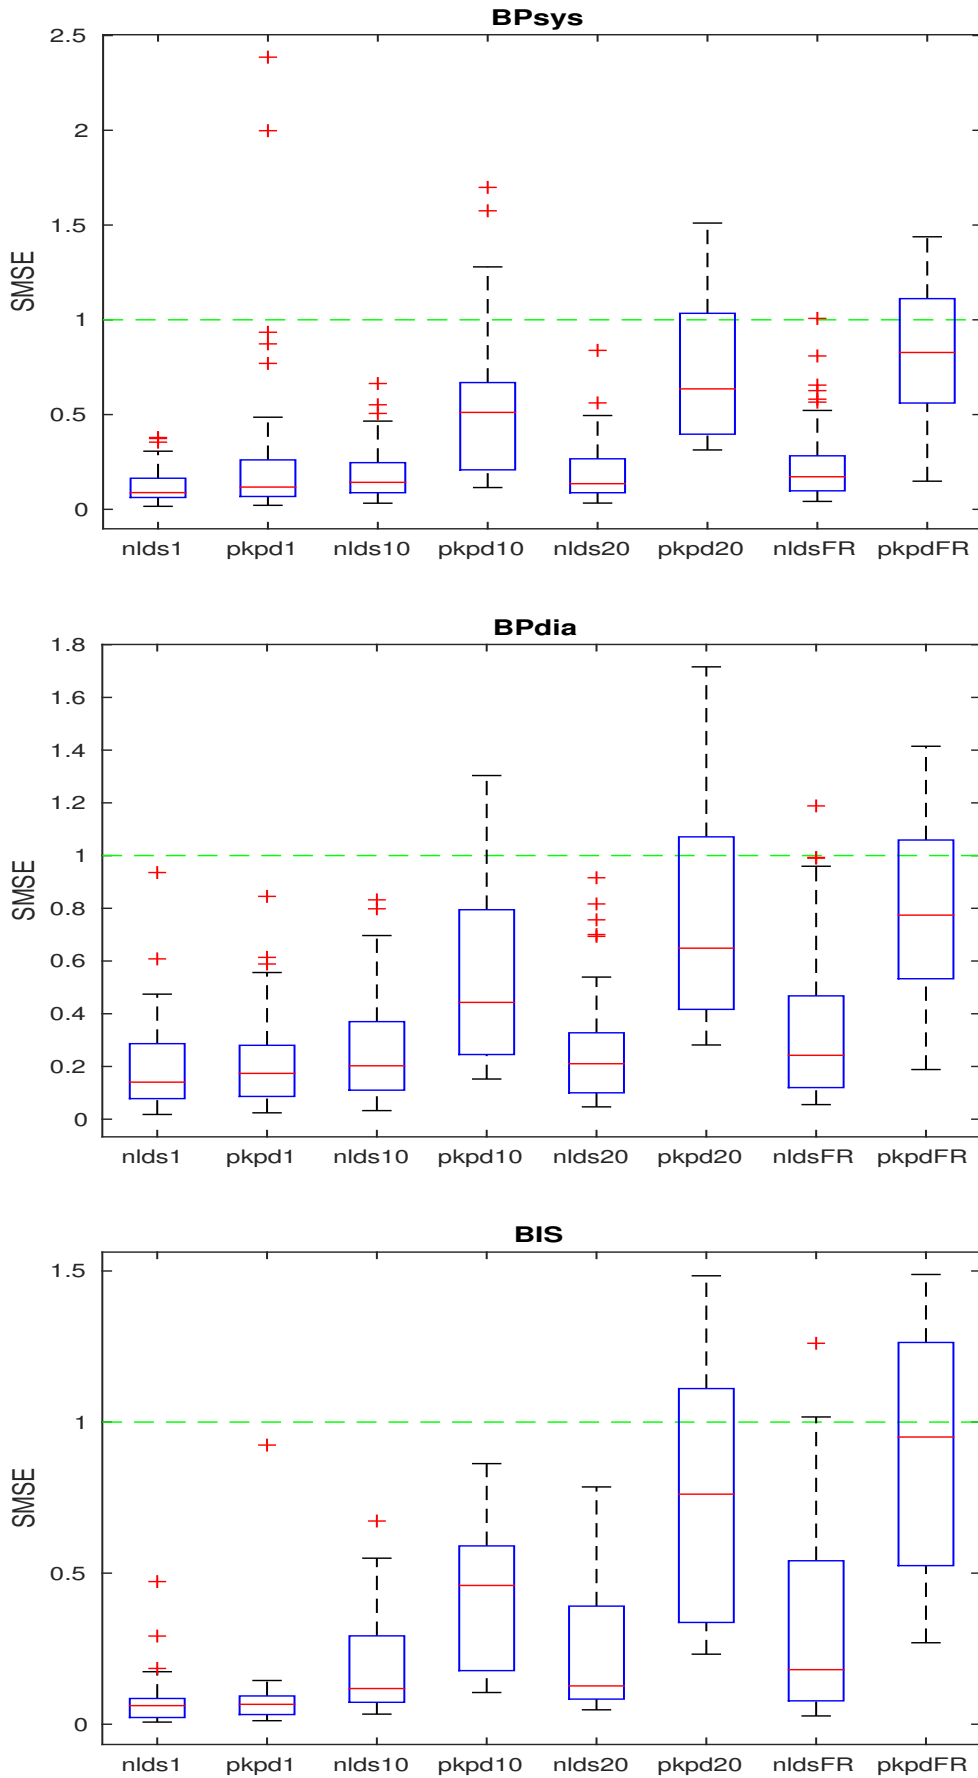 BPsys
2.5
2
1.5
1
0.5
0
SMSE
nlds1 pkpd1 nlds10 pkpd10 nlds20 pkpd20 nldsFR pkpdFR
BPdia
1.8
1.6
1.4
1.2
1
0.8
0.6
0.4
0.2
0
SMSE
nlds1 pkpd1 nlds10 pkpd10 nlds20 pkpd20 nldsFR pkpdFR
BIS
1.5
1
0.5
0
SMSE
nlds1 pkpd1 nlds10 pkpd10 nlds20 pkpd20 nldsFR pkpdFR